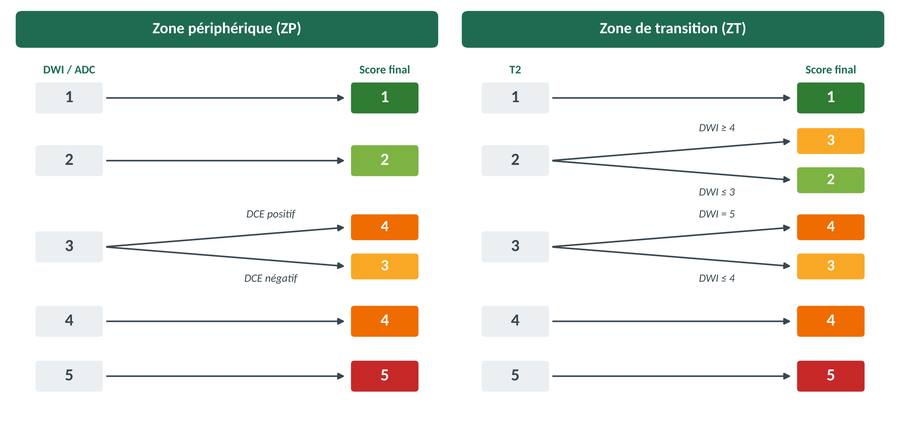 Zone périphérique (ZP)
DWI / ADC
Score final
1
1
2
2
DCE positif
4
3
3
DCE négatif
4
4
5
5
Zone de transition (ZT)
T2
Score final
1
1
DWI ≥ 4
3
2
2
DWI ≤ 3
DWI = 5
4
3
3
DWI ≤ 4
4
4
5
5